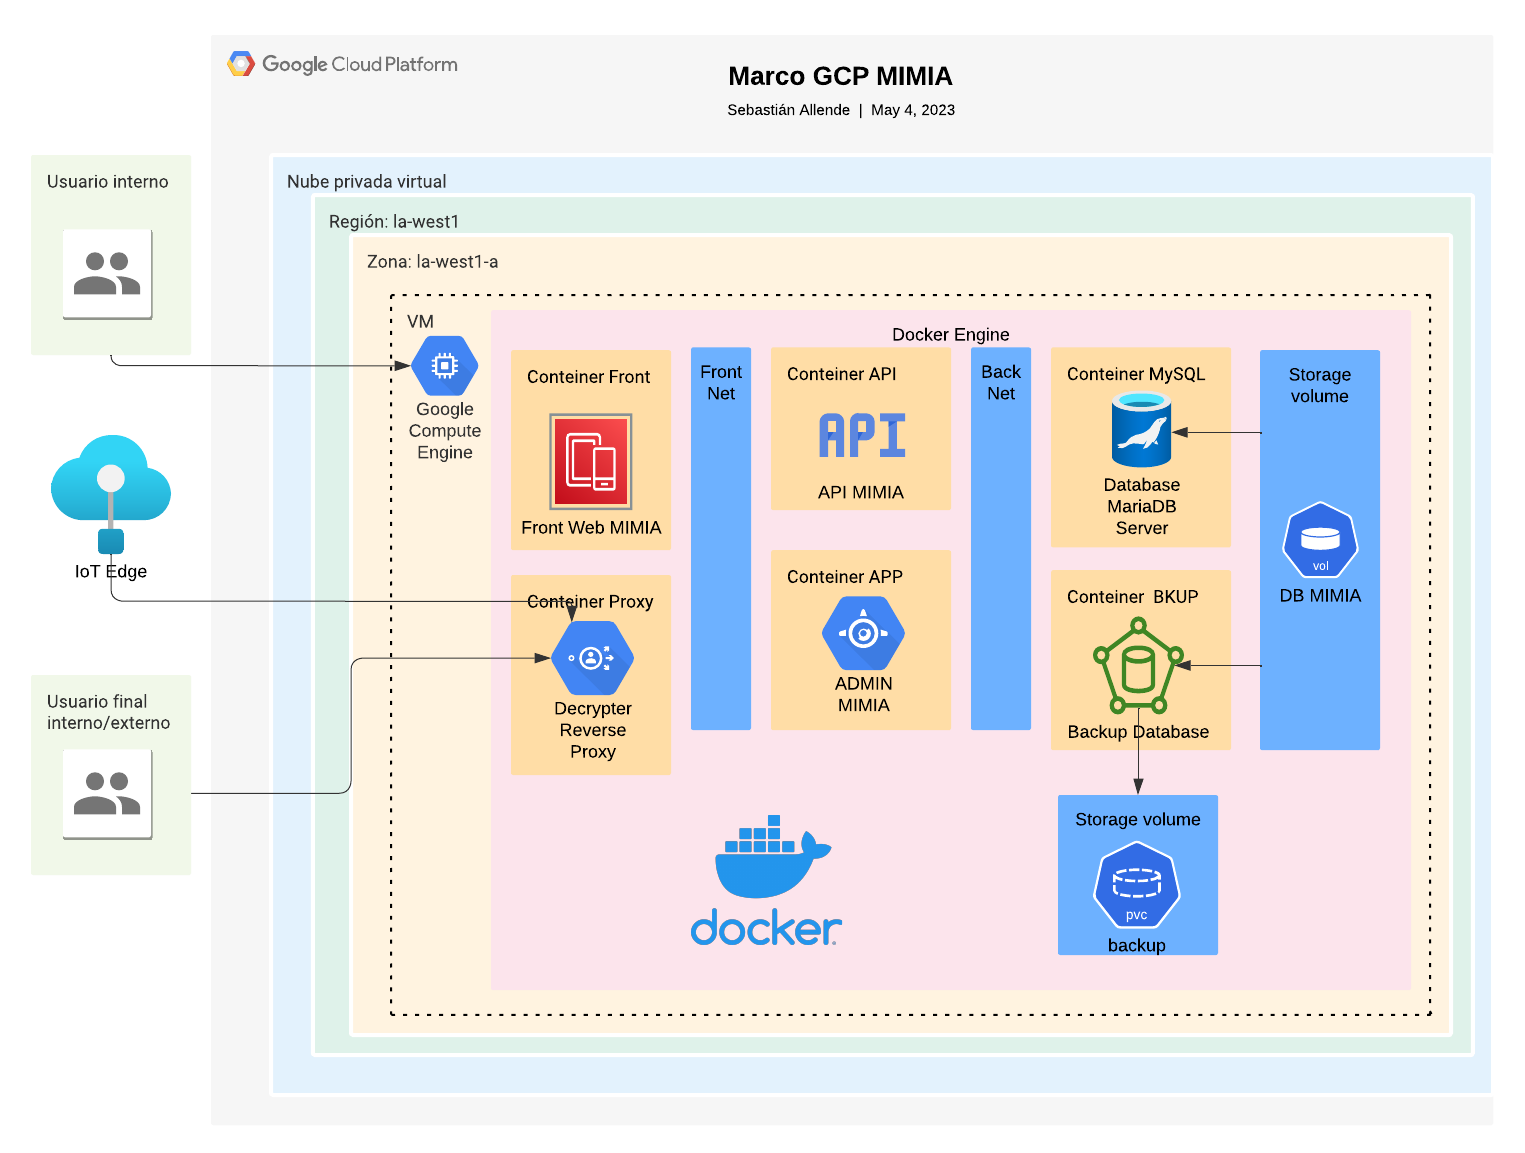 Google Cloud Platform
Marco GCP MIMIA
Sebastián Allende | May 4, 2023
Usuario interno
Nube privada virtual
Región: la-west1
Zona: la-west1-a
VM
Google
Compute
Engine
Docker Engine
Conteiner Front
Front Web MIMIA
Front
Net
Conteiner API
API
API MIMIA
Back
Net
Conteiner MySQL
Database
MariaDB
Server
Storage
volume
vol
DB MIMIA
IoT Edge
Conteiner Proxy
Decrypter
Reverse
Proxy
Conteiner APP
ADMIN
MIMIA
Conteiner BKUP
Backup Database
Usuario final
interno/externo
docker.
Storage volume
pvc
backup